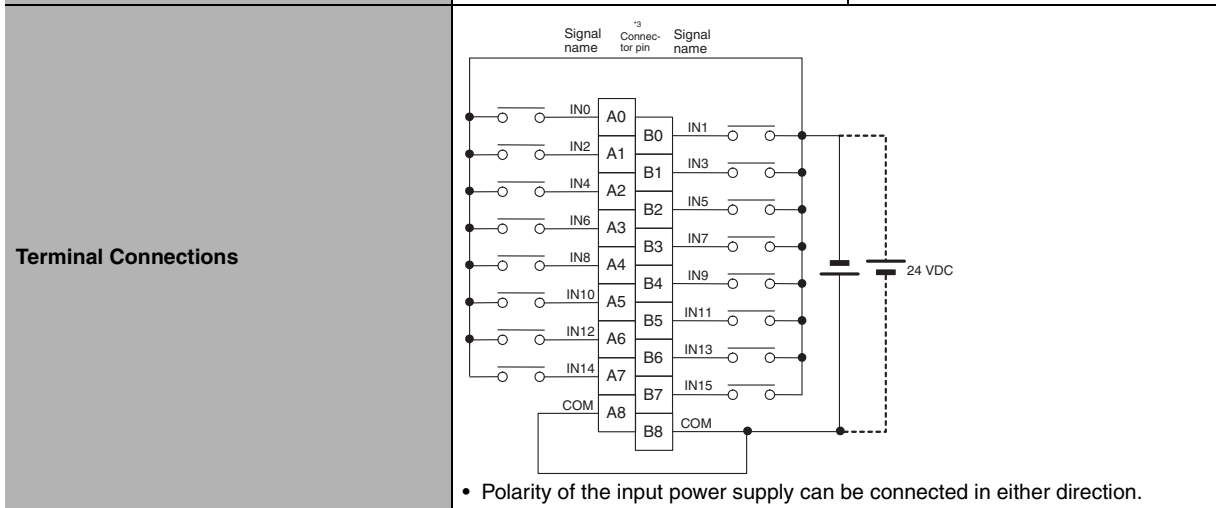 Terminal Connections
Signal name
*3
Connec-
tor pin
Signal name
IN0 A0
B0 IN1
IN2 A1
B1 IN3
IN4 A2
B2 IN5
IN6 A3
B3 IN7
IN8 A4
B4 IN9
IN10 A5
B5 IN11
IN12 A6
B6 IN13
IN14 A7
B7 IN15
COM A8
B8 COM
24 VDC
• Polarity of the input power supply can be connected in either direction.